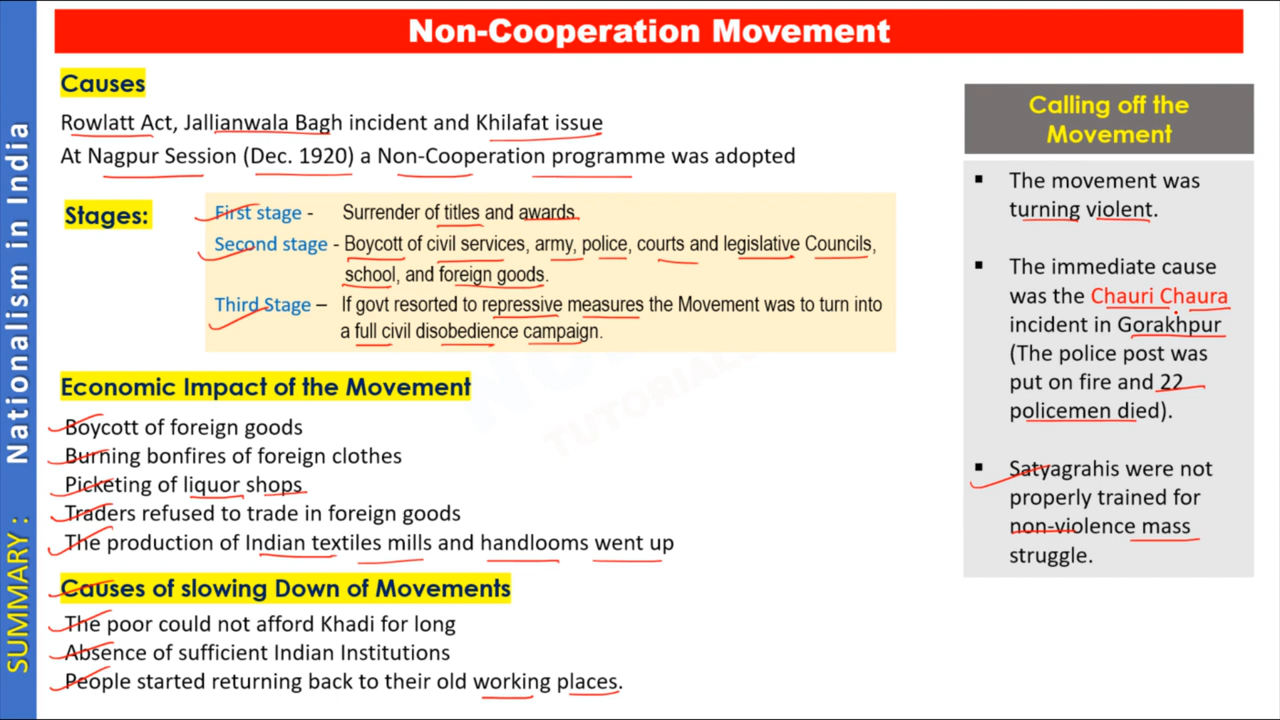 Non-Cooperation Movement
SUMMARY : Nationalism in India
Causes
Rowlatt Act, Jallianwala Bagh incident and Khilafat issue
At Nagpur Session (Dec. 1920) a Non-Cooperation programme was adopted
Stages:
First stage - Surrender of titles and awards.
Second stage - Boycott of civil services, army, police, courts and legislative Councils,
school, and foreign goods.
Third Stage – If govt resorted to repressive measures the Movement was to turn into
a full civil disobedience campaign.
Economic Impact of the Movement
Boycott of foreign goods
Burning bonfires of foreign clothes
Picketing of liquor shops
Traders refused to trade in foreign goods
The production of Indian textiles mills and handlooms went up
Causes of slowing Down of Movements
The poor could not afford Khadi for long
Absence of sufficient Indian Institutions
People started returning back to their old working places.
Calling off the
Movement
▪ The movement was
turning violent.
▪ The immediate cause
was the Chauri Chaura
incident in Gorakhpur
(The police post was
put on fire and 22
policemen died).
▪ Satyagrahis were not
properly trained for
non-violence mass
struggle.
TUTORIALS